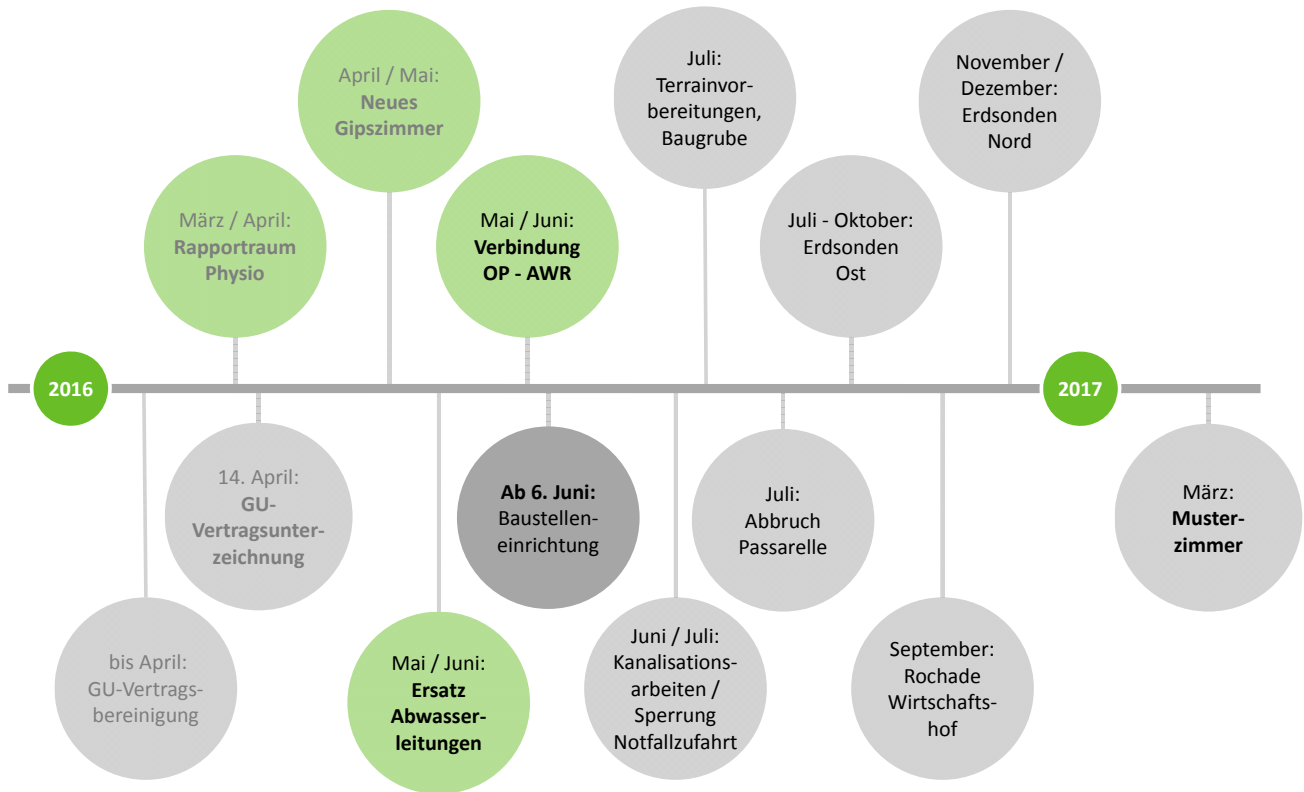 April / Mai:
Neues
Gipszimmer
Juli:
Terrainvor-
bereitungen,
Baugrube
November /
Dezember:
Erdsonden
Nord
März / April:
Rapportraum
Physio
Mai / Juni:
Verbindung
OP - AWR
Juli - Oktober:
Erdsonden
Ost
2016
2017
14. April:
GU-
Vertragsunter-
zeichnung
Ab 6. Juni:
Baustellen-
einrichtung
Juli:
Abbruch
Passarelle
März:
Muster-
zimmer
bis April:
GU-Vertrags-
bereinigung
Mai / Juni:
Ersatz
Abwasser-
leitungen
Juni / Juli:
Kanalisations-
arbeiten /
Sperrung
Notfallzufahrt
September:
Rochade
Wirtschafts-
hof